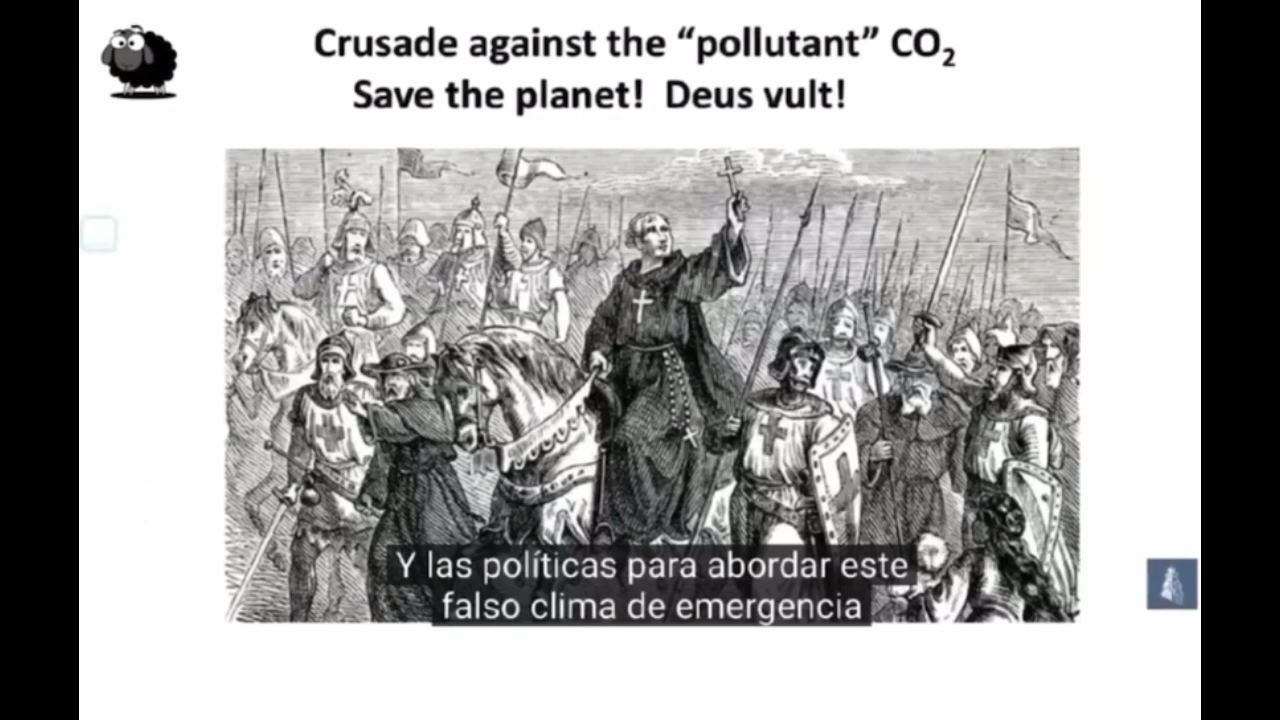 Crusade against the “pollutant” CO₂
Save the planet! Deus vult!
Y las políticas para abordar este
falso clima de emergencia